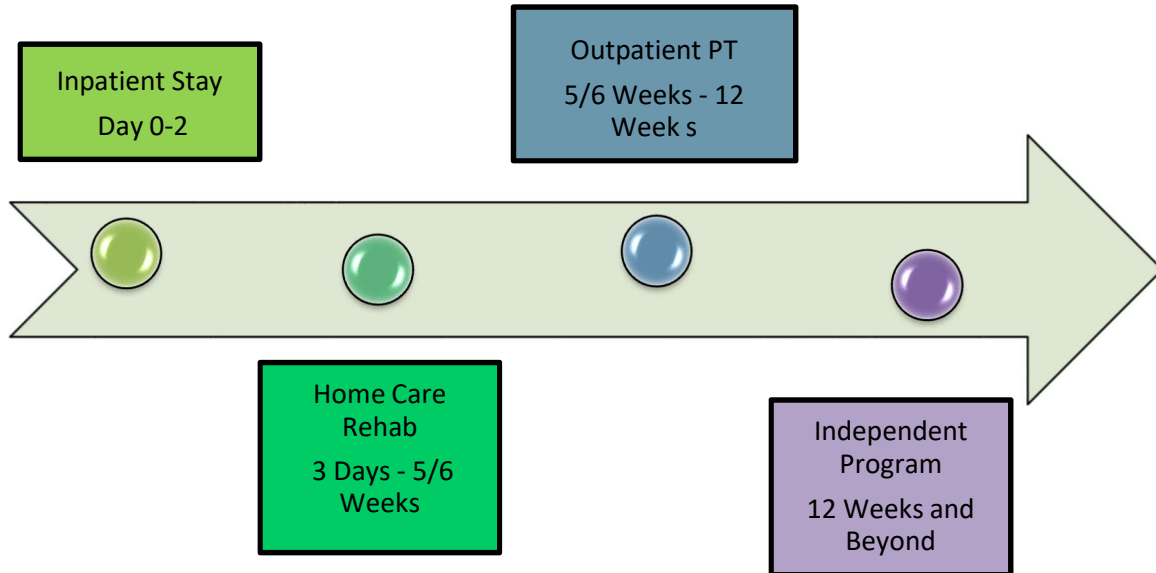 Inpatient Stay
Day 0-2
Home Care
Rehab
3 Days - 5/6
Weeks
Outpatient PT
5/6 Weeks - 12
Week s
Independent
Program
12 Weeks and
Beyond